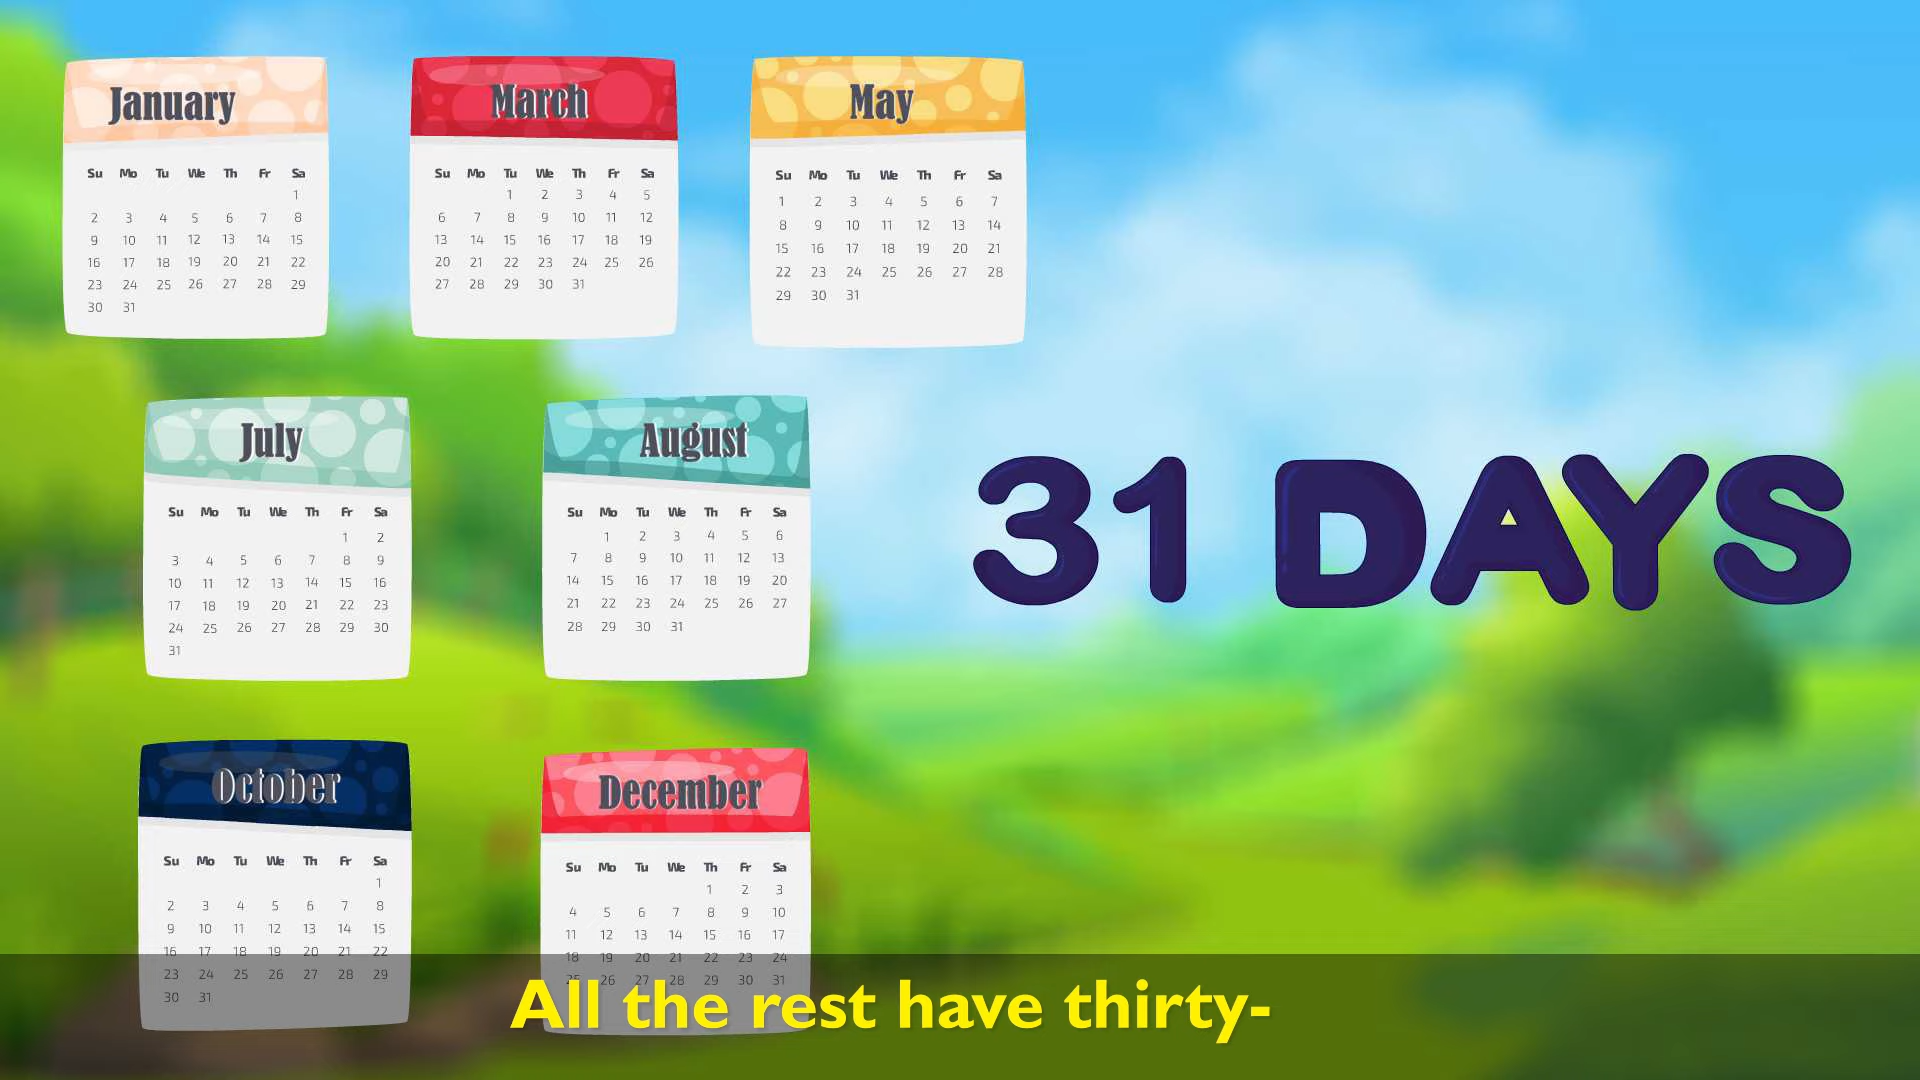 January
Su Mo Tu We Th Fr Sa
1
2 3 4 5 6 7 8
9 10 11 12 13 14 15
16 17 18 19 20 21 22
23 24 25 26 27 28 29
30 31
March
Su Mo Tu We Th Fr Sa
1 2 3 4 5
6 7 8 9 10 11 12
13 14 15 16 17 18 19
20 21 22 23 24 25 26
27 28 29 30 31
May
Su Mo Tu We Th Fr Sa
1 2 3 4 5 6 7
8 9 10 11 12 13 14
15 16 17 18 19 20 21
22 23 24 25 26 27 28
29 30 31
July
Su Mo Tu We Th Fr Sa
1 2
3 4 5 6 7 8 9
10 11 12 13 14 15 16
17 18 19 20 21 22 23
24 25 26 27 28 29 30
31
August
Su Mo Tu We Th Fr Sa
1 2 3 4 5 6
7 8 9 10 11 12 13
14 15 16 17 18 19 20
21 22 23 24 25 26 27
28 29 30 31
31 DAYS
October
Su Mo Tu We Th Fr Sa
1
2 3 4 5 6 7 8
9 10 11 12 13 14 15
16 17 18 19 20 21 22
23 24 25 26 27 28 29
30 31
December
Su Mo Tu We Th Fr Sa
1 2 3
4 5 6 7 8 9 10
11 12 13 14 15 16 17
18 19 20 21 22 23 24
25 26 27 28 29 30 31
All the rest have thirty-